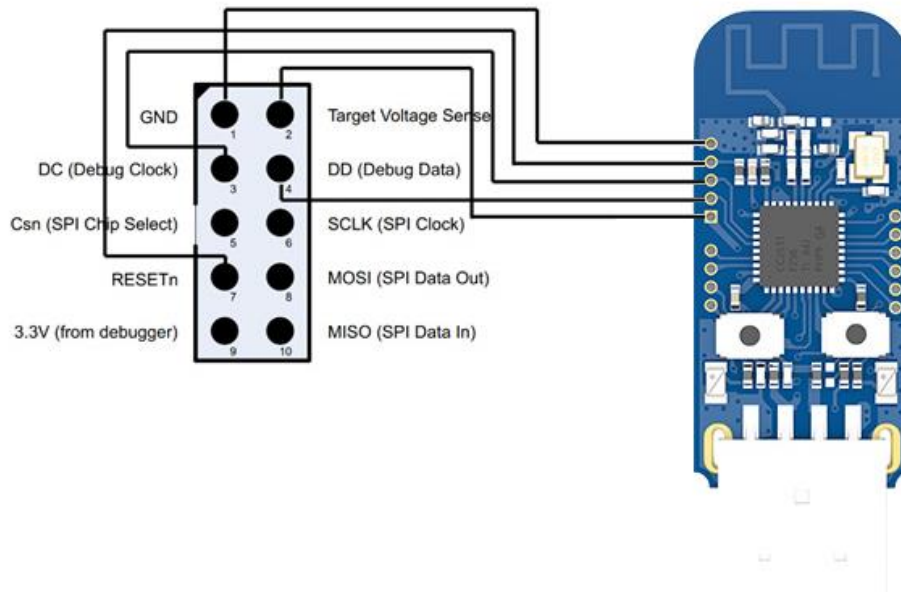 GND
1
2
Target Voltage Sense
DC (Debug Clock)
3
4
DD (Debug Data)
Csn (SPI Chip Select)
5
6
SCLK (SPI Clock)
RESETn
7
8
MOSI (SPI Data Out)
3.3V (from debugger)
9
10
MISO (SPI Data In)